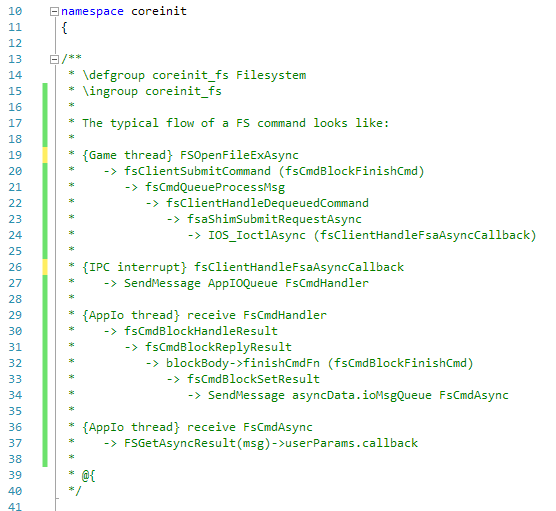 10 namespace coreinit
11 {
12
13 /**
14  * \defgroup coreinit_fs Filesystem
15  * \ingroup coreinit_fs
16  *
17  * The typical flow of a FS command looks like:
18  *
19  * {Game thread} FSOpenFileExAsync
20  *    -> fsClientSubmitCommand (fsCmdBlockFinishCmd)
21  *       -> fsCmdQueueProcessMsg
22  *          -> fsClientHandleDequeuedCommand
23  *             -> fsaShimSubmitRequestAsync
24  *                -> IOS_IoctlAsync (fsClientHandleFsaAsyncCallback)
25  *
26  * {IPC interrupt} fsClientHandleFsaAsyncCallback
27  *    -> SendMessage AppIOQueue FsCmdHandler
28  *
29  * {AppIo thread} receive FsCmdHandler
30  *    -> fsCmdBlockHandleResult
31  *       -> fsCmdBlockReplyResult
32  *          -> blockBody->finishCmdFn (fsCmdBlockFinishCmd)
33  *             -> fsCmdBlockSetResult
34  *                -> SendMessage asyncData.ioMsgQueue FsCmdAsync
35  *
36  * {AppIo thread} receive FsCmdAsync
37  *    -> FSGetAsyncResult(msg)->userParams.callback
38  *
39  * @{
40  */
41